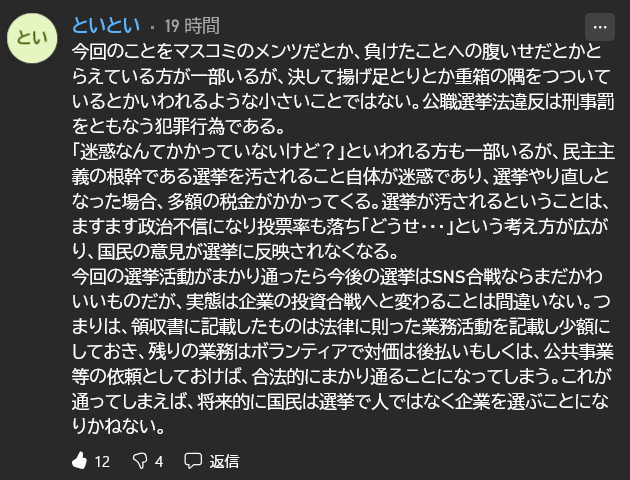 とい
といとい · 19 時間
今回のことをマスコミのメンツだとか、負けたことへの腹いせだとかと
らえている方が一部いるが、決して揚げ足とりとか重箱の隅をつついて
いるとかいわれるような小さいことではない。公職選挙法違反は刑事罰
をともなう犯罪行為である。
「迷惑なんてかかっていないけど？」といわれる方も一部いるが、民主主
義の根幹である選挙を汚されること自体が迷惑であり、選挙やり直しと
なった場合、多額の税金がかかってくる。選挙が汚されるということは、
ますます政治不信になり投票率も落ち「どうせ・・・」という考え方が広が
り、国民の意見が選挙に反映されなくなる。
今回の選挙活動がまかり通ったら今後の選挙はSNS合戦ならまだかわ
いいものだが、実態は企業の投資合戦へと変わることは間違いない。つ
まりは、領収書に記載したものは法律に則った業務活動を記載し少額に
しておき、残りの業務はボランティアで対価は後払いもしくは、公共事業
等の依頼としておけば、合法的にまかり通ることになってしまう。これが
通ってしまえば、将来的に国民は選挙で人ではなく企業を選ぶことにな
りかねない。
12 4 返信